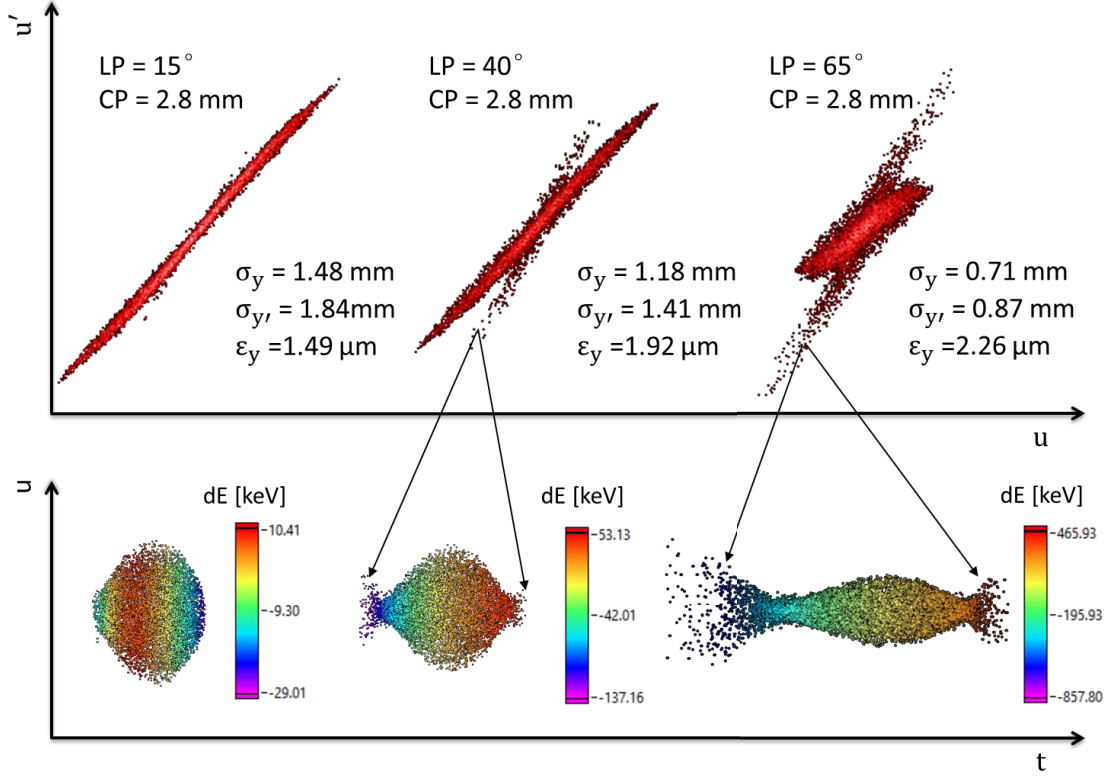 u′
LP = 15°
CP = 2.8 mm
LP = 40°
CP = 2.8 mm
LP = 65°
CP = 2.8 mm
σy = 1.48 mm
σy′ = 1.84mm
εy =1.49 μm
σy = 1.18 mm
σy′ = 1.41 mm
εy =1.92 μm
σy = 0.71 mm
σy′ = 0.87 mm
εy =2.26 μm
u
u
dE [keV]
-10.41
-9.30
-29.01
dE [keV]
53.13
-42.01
-137.16
dE [keV]
465.93
-195.93
-857.80
t